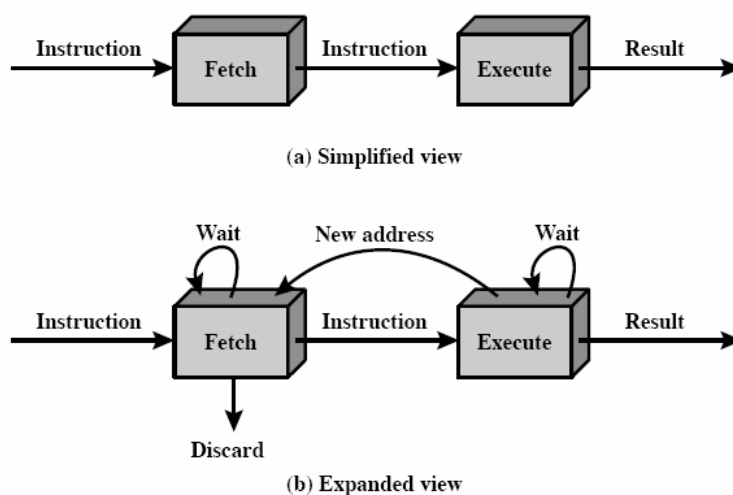 Instruction
Fetch
Instruction
Execute
Result
(a) Simplified view
Wait
New address
Wait
Instruction
Fetch
Instruction
Execute
Result
Discard
(b) Expanded view